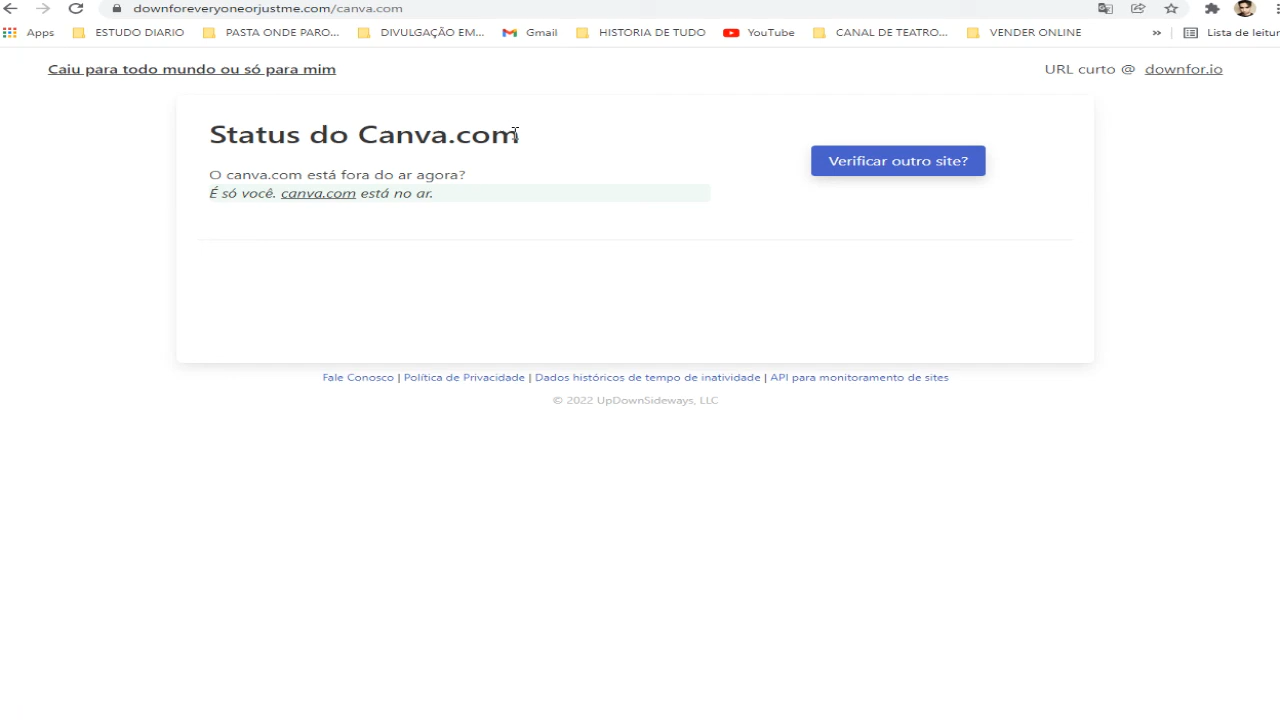 downforeveryoneorjustme.com/canva.com
Apps ESTUDO DIARIO PASTA ONDE PARO... DIVULGAÇÃO EM... Gmail HISTORIA DE TUDO YouTube CANAL DE TEATRO... VENDER ONLINE » Lista de leitur
Caiu para todo mundo ou só para mim URL curto @ downfor.io
Status do Canva.com
Verificar outro site?
O canva.com está fora do ar agora?
É só você. canva.com está no ar.
Fale Conosco | Política de Privacidade | Dados históricos de tempo de inatividade | API para monitoramento de sites
© 2022 UpDownSideways, LLC